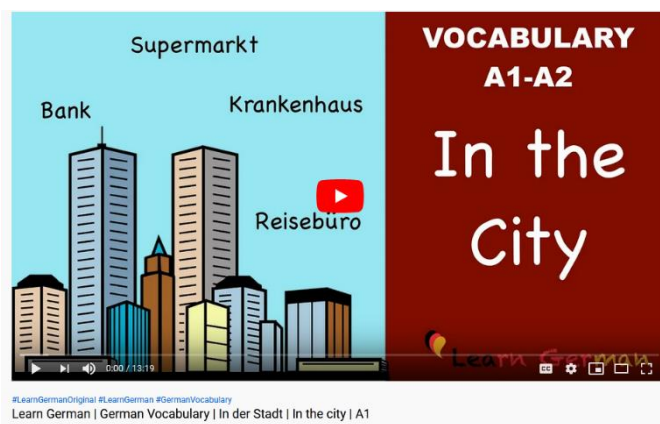 Supermarkt
Bank
Krankenhaus
Reisebüro
VOCABULARY
A1-A2
In the
City
Learn German
0:00 / 13:19
CC
#LearnGermanOriginal #LearnGerman #GermanVocabulary
Learn German | German Vocabulary | In der Stadt | In the city | A1